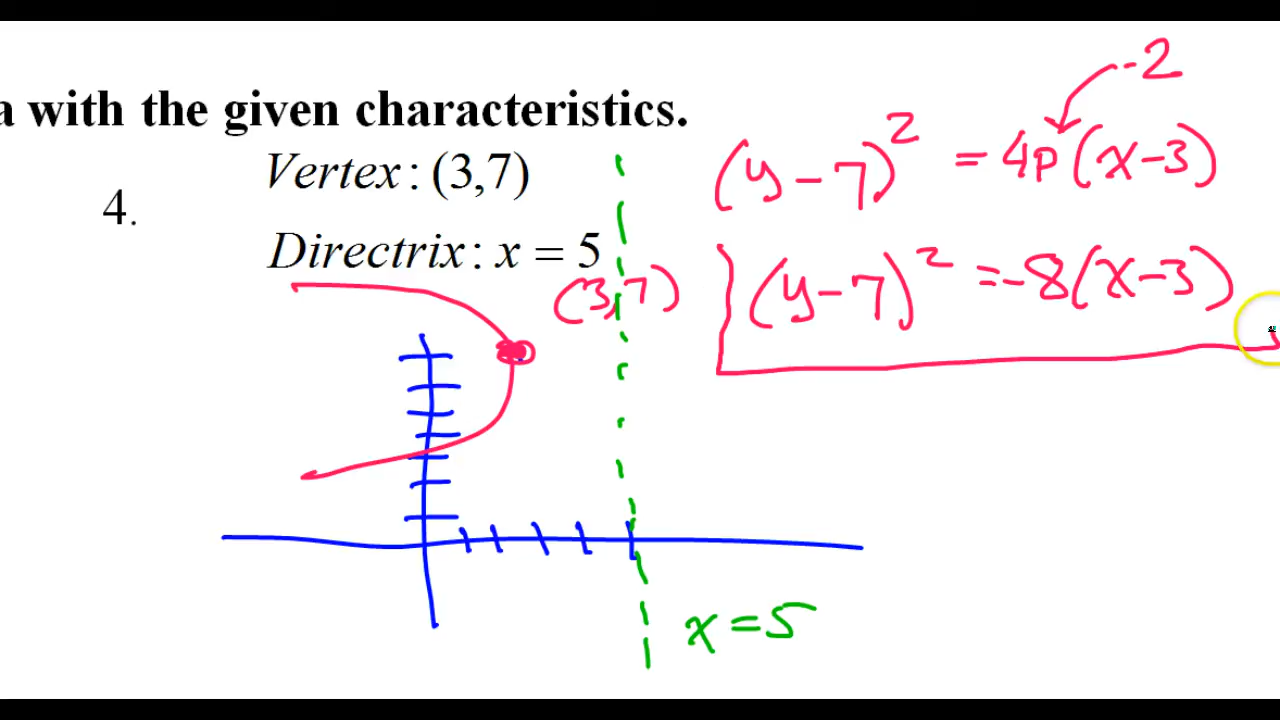 a with the given characteristics.
4.
Vertex: (3,7)
Directrix: x = 5
-2
(y-7)² = 4p(x-3)
(y-7)² = -8(x-3)
(3,7)
x = 5